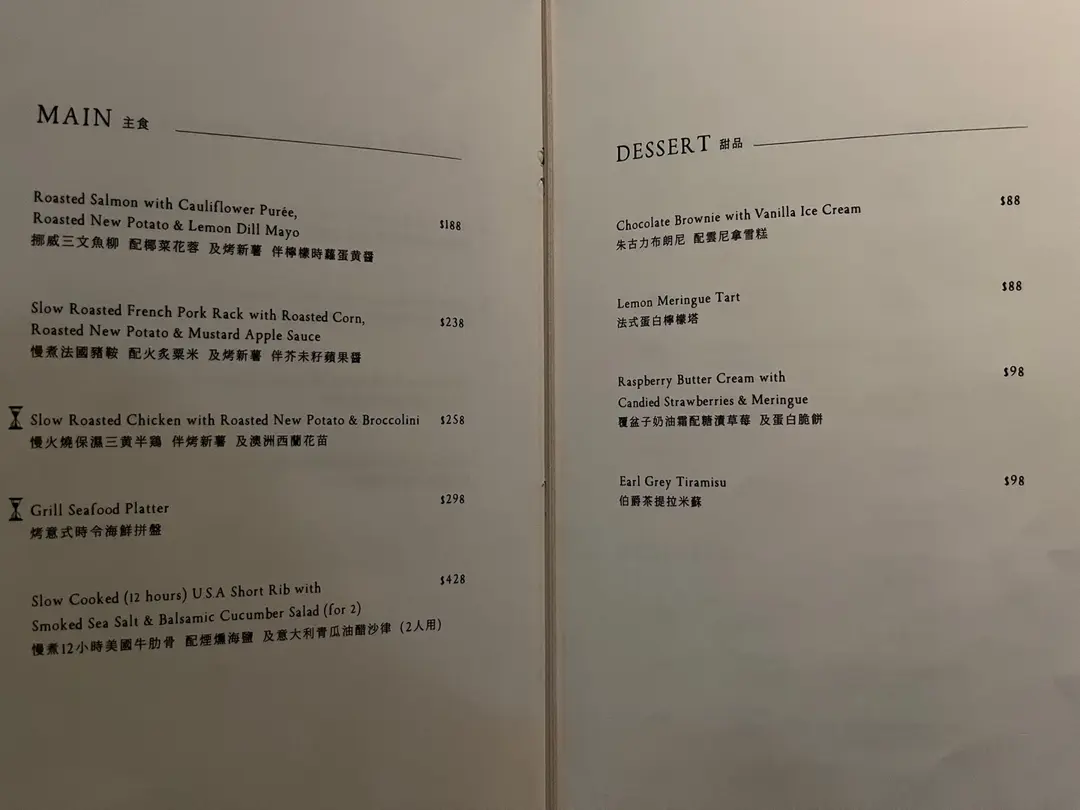 MAIN 主食
Roasted Salmon with Cauliflower Purée,
Roasted New Potato & Lemon Dill Mayo $188
挪威三文魚柳 配椰菜花蓉 及烤新薯 伴檸檬時蘿蛋黄醬
Slow Roasted French Pork Rack with Roasted Corn,
Roasted New Potato & Mustard Apple Sauce $238
慢煮法國豬鞍 配火炙粟米 及烤新薯 伴芥末籽蘋果醬
Slow Roasted Chicken with Roasted New Potato & Broccolini $258
慢火燒保濕三黄半鷄 伴烤新薯 及澳洲西蘭花苗
Grill Seafood Platter $298
烤意式時令海鮮拼盤
Slow Cooked (12 hours) U.S.A Short Rib with $428
Smoked Sea Salt & Balsamic Cucumber Salad (for 2)
慢煮12小時美國牛肋骨 配煙燻海鹽 及意大利青瓜油醋沙律 (2人用)
DESSERT 甜品
Chocolate Brownie with Vanilla Ice Cream $88
朱古力布朗尼 配雲尼拿雪糕
Lemon Meringue Tart $88
法式蛋白檸檬塔
Raspberry Butter Cream with $98
Candied Strawberries & Meringue
覆盆子奶油霜配糖漬草莓 及蛋白脆餅
Earl Grey Tiramisu $98
伯爵茶提拉米蘇